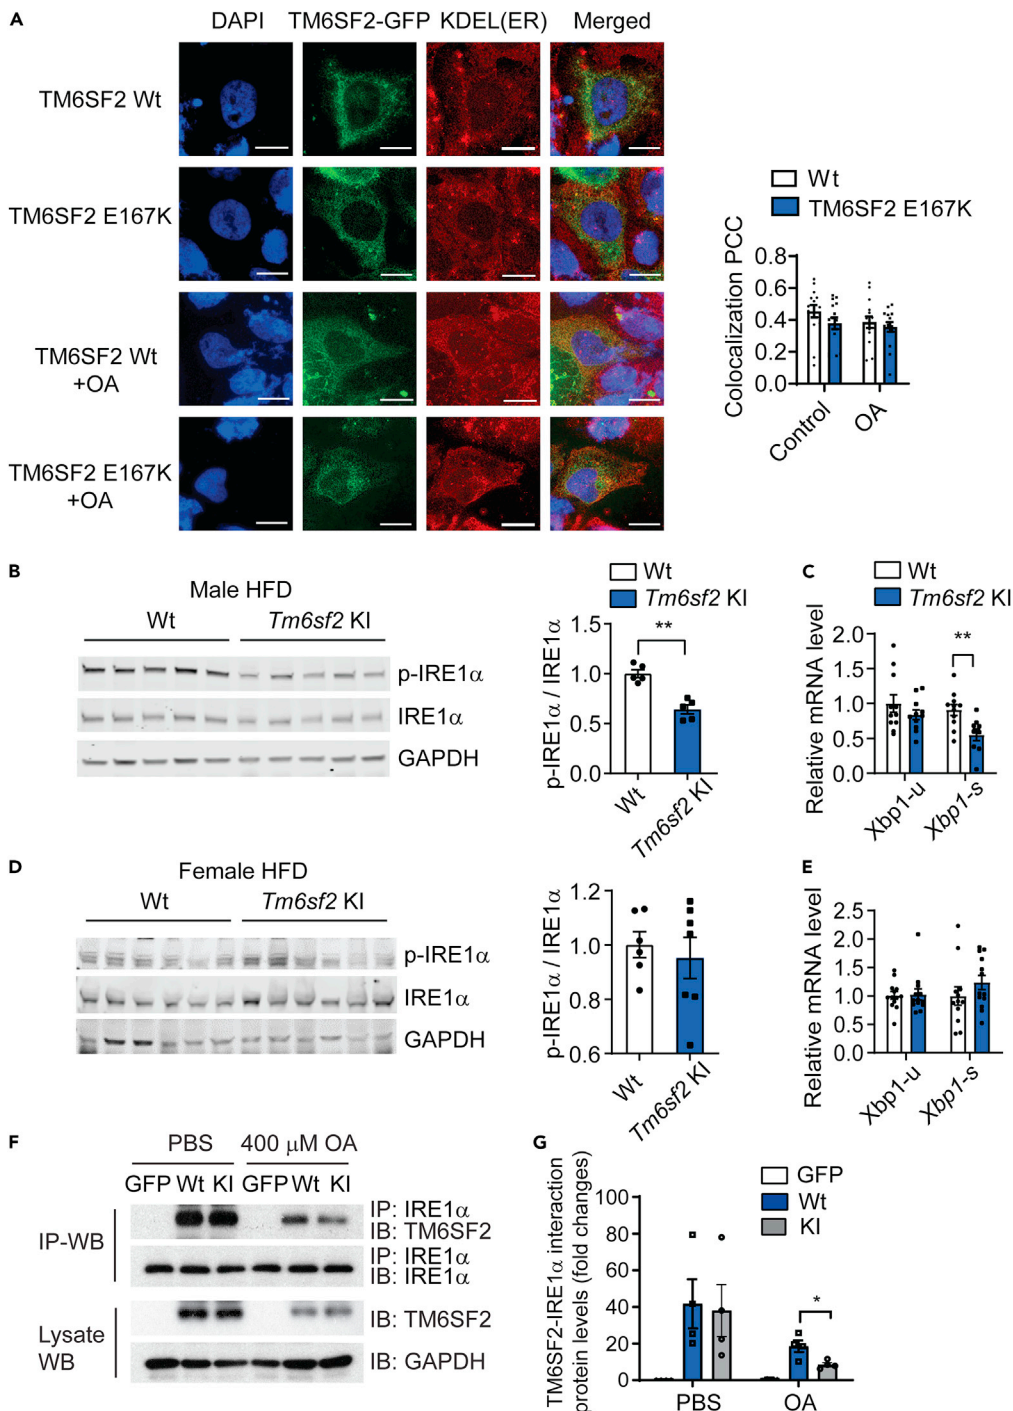 A
DAPI TM6SF2-GFP KDEL(ER) Merged
TM6SF2 Wt
TM6SF2 E167K
TM6SF2 Wt
+OA
TM6SF2 E167K
+OA
Wt
TM6SF2 E167K
Colocalization PCC
0.8
0.6
0.4
0.2
0.0
Control OA
B
Male HFD
Wt Tm6sf2 KI
p-IRE1α
IRE1α
GAPDH
Wt
Tm6sf2 KI
p-IRE1α / IRE1α
1.5
1.0
0.5
0.0
**
Wt Tm6sf2 KI
C
Wt
Tm6sf2 KI
Relative mRNA level
2.0
1.5
1.0
0.5
0.0
**
Xbp1-u Xbp1-s
D
Female HFD
Wt Tm6sf2 KI
p-IRE1α
IRE1α
GAPDH
p-IRE1α / IRE1α
1.2
1.0
0.8
0.6
Wt Tm6sf2 KI
E
Relative mRNA level
2.5
2.0
1.5
1.0
0.5
0.0
Xbp1-u Xbp1-s
F
PBS 400 μM OA
GFP Wt KI GFP Wt KI
IP-WB
IP: IRE1α
IB: TM6SF2
IP: IRE1α
IB: IRE1α
Lysate
WB
IB: TM6SF2
IB: GAPDH
G
GFP
Wt
KI
TM6SF2-IRE1α interaction
protein levels (fold changes)
100
80
60
40
20
0
*
PBS OA